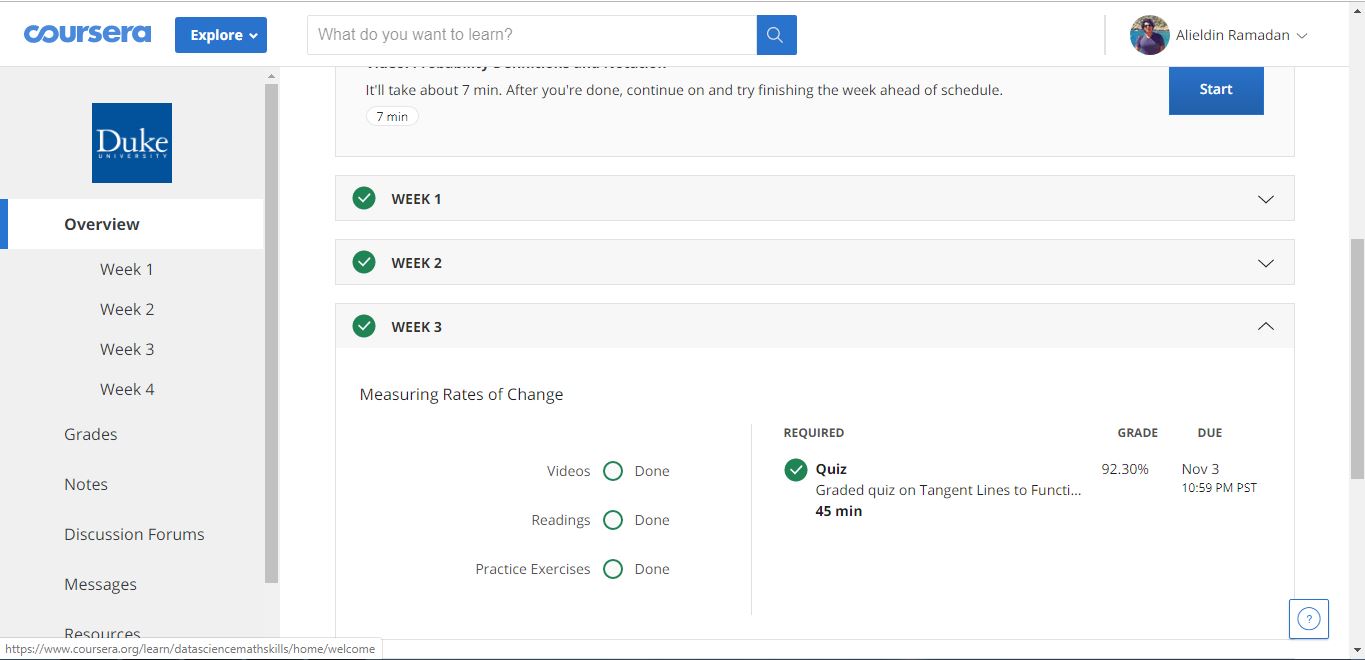 coursera
Explore
What do you want to learn?
Alieldin Ramadan
Duke
UNIVERSITY
Overview
Week 1
Week 2
Week 3
Week 4
Grades
Notes
Discussion Forums
Messages
Resources
Video: Probability Definitions and Notation
It'll take about 7 min. After you're done, continue on and try finishing the week ahead of schedule.
7 min
Start
WEEK 1
WEEK 2
WEEK 3
Measuring Rates of Change
Videos Done
Readings Done
Practice Exercises Done
REQUIRED GRADE DUE
Quiz 92.30% Nov 3
Graded quiz on Tangent Lines to Functi... 10:59 PM PST
45 min
?
https://www.coursera.org/learn/datasciencemathskills/home/welcome